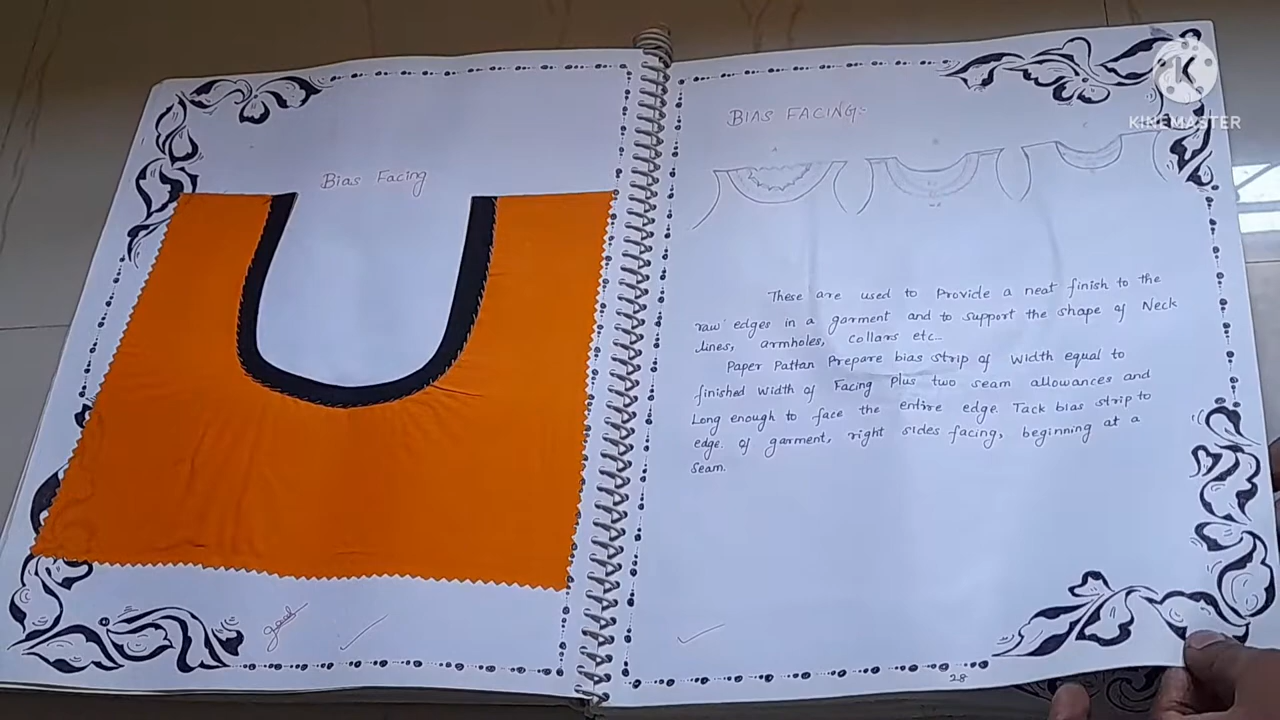 Bias Facing
good
BIAS FACING:-
A
B
C
These are used to Provide a neat finish to the
raw edges in a garment and to support the shape of Neck
lines, armholes, collars etc..
Paper Pattan Prepare bias strip of width equal to
finished width of Facing Plus two seam allowances and
Long enough to face the entire edge. Tack bias strip to
edge. of garment, right sides facing, beginning at a
seam.
28
K
KINEMASTER